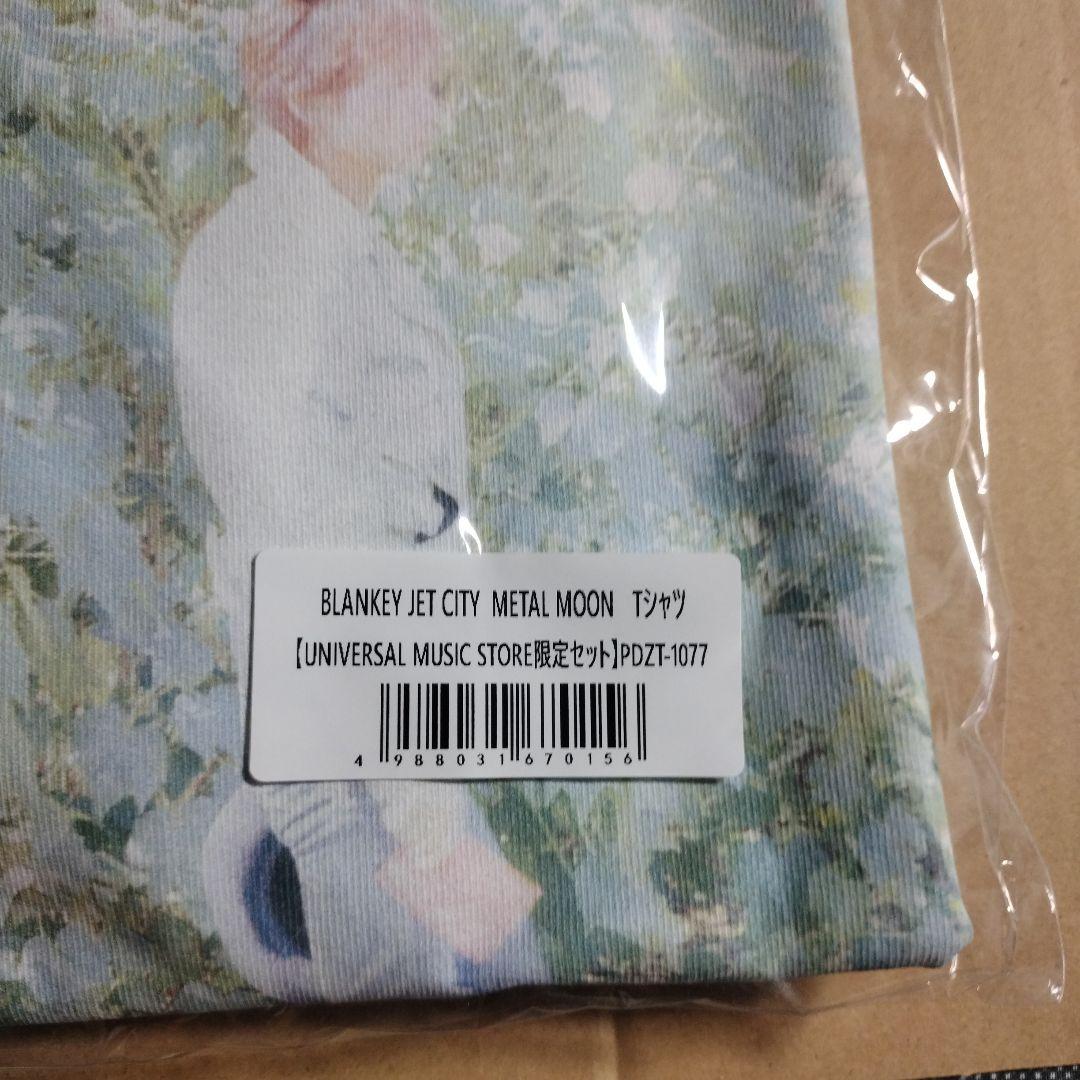 BLANKEY JET CITY METAL MOON Tシャツ
【UNIVERSAL MUSIC STORE限定セット】PDZT-1077
4 988031 670156